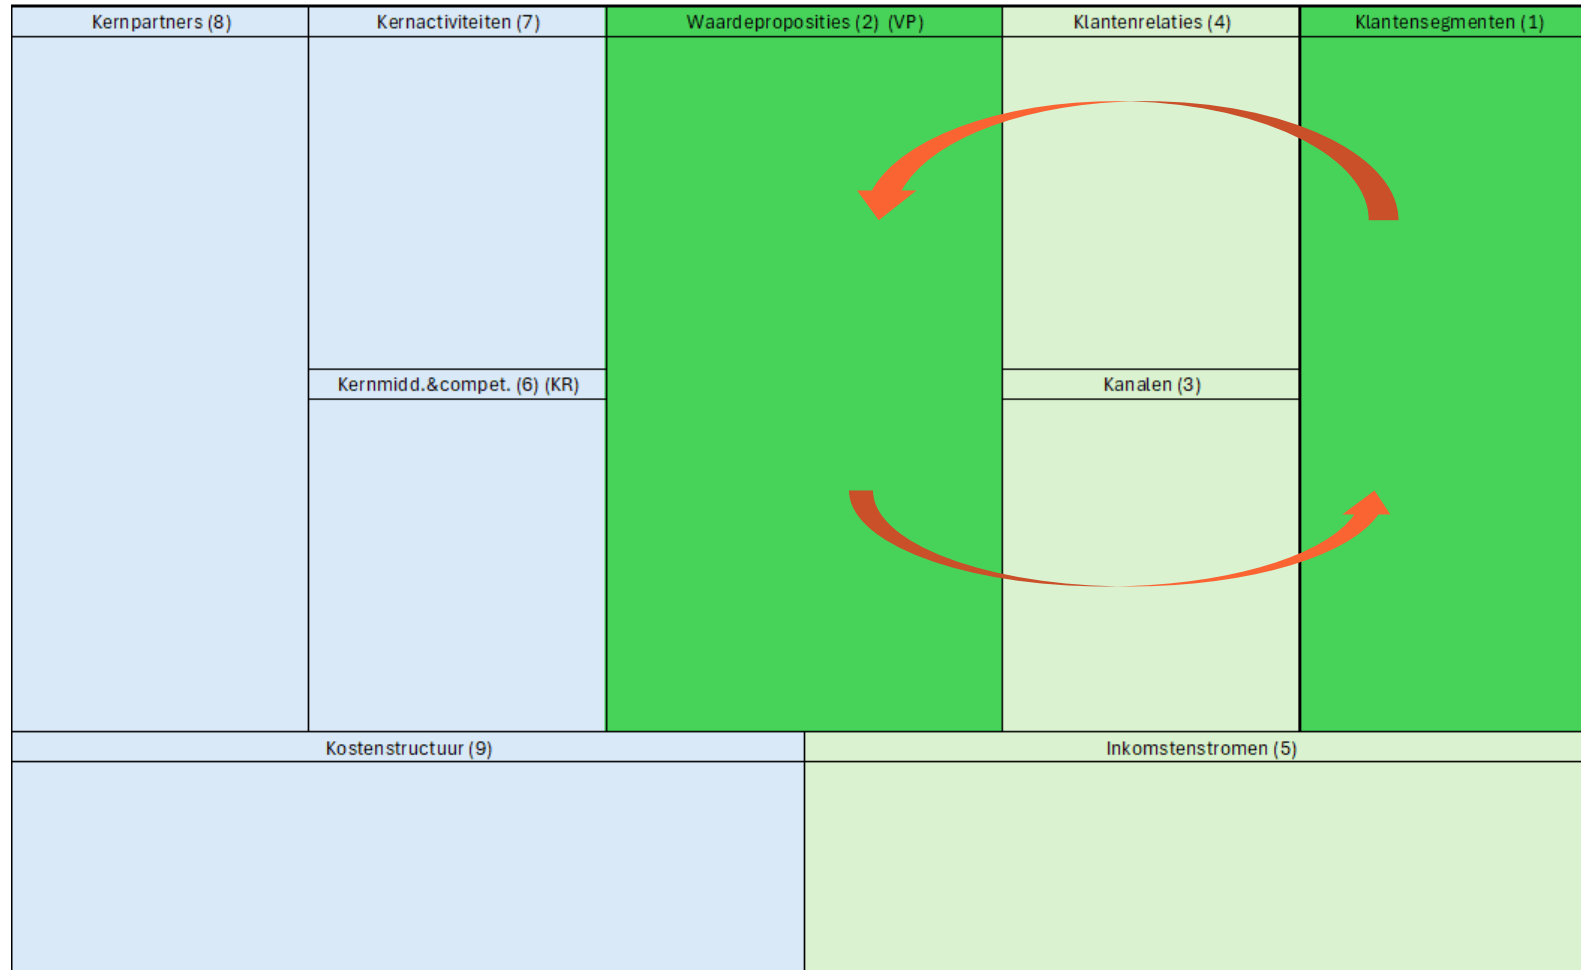 Kernpartners (8)
Kernactiviteiten (7)
Waardeproposities (2) (VP)
Klantenrelaties (4)
Klantensegmenten (1)
Kernmidd.&compet. (6) (KR)
Kanalen (3)
Kostenstructuur (9)
Inkomstenstromen (5)